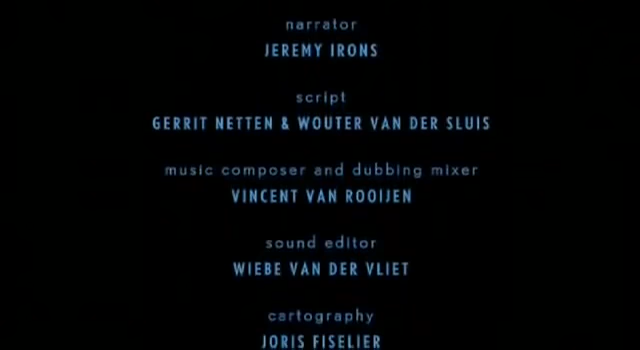 narrator
JEREMY IRONS
script
GERRIT NETTEN & WOUTER VAN DER SLUIS
music composer and dubbing mixer
VINCENT VAN ROOIJEN
sound editor
WIEBE VAN DER VLIET
cartography
JORIS FISELIER